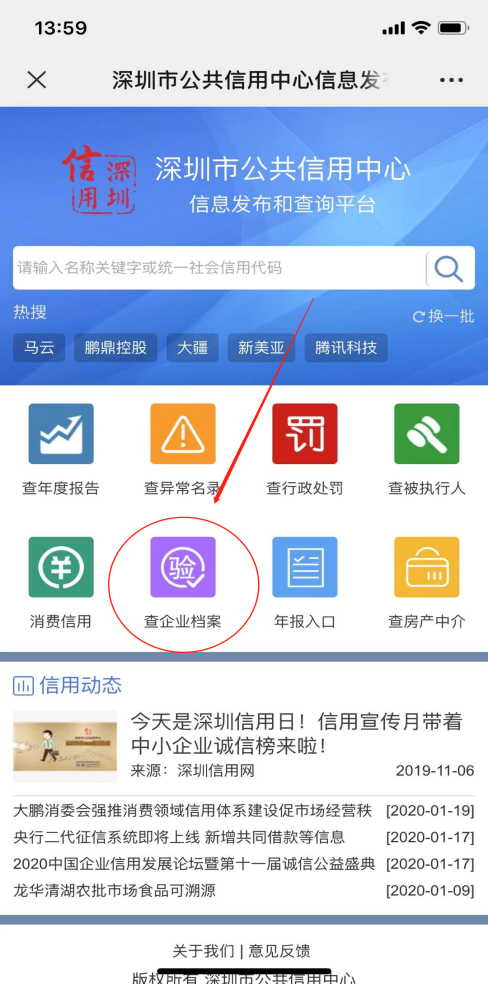 13:59
深圳市公共信用中心信息发
信用
深圳
深圳市公共信用中心
信息发布和查询平台
请输入名称关键字或统一社会信用代码
热搜
换一批
马云 鹏鼎控股 大疆 新美亚 腾讯科技
罚
查年度报告 查异常名录 查行政处罚 查被执行人
验
消费信用 查企业档案 年报入口 查房产中介
信用动态
今天是深圳信用日！信用宣传月带着
中小企业诚信榜来啦！
来源：深圳信用网 2019-11-06
大鹏消委会强推消费领域信用体系建设促市场经营秩 [2020-01-19]
央行二代征信系统即将上线 新增共同借款等信息 [2020-01-17]
2020中国企业信用发展论坛暨第十一届诚信公益盛典 [2020-01-17]
龙华清湖农批市场食品可溯源 [2020-01-09]
关于我们 | 意见反馈
版权所有 深圳市公共信用中心